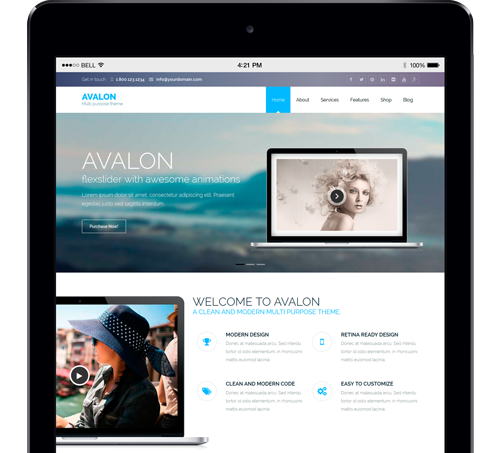 BELL 4:21 PM 100%
Get in touch 1.800.123.1234 info@yourdomain.com
AVALON
Multi purpose theme
Home About Services Features Shop Blog
AVALON
flexslider with awesome animations
Lorem ipsum dolor sit amet, consectetur adipiscing elit. Praesent
egestas justo sed sagittis interdum.
Purchase Now!
WELCOME TO AVALON
A CLEAN AND MODERN MULTI PURPOSE THEME
MODERN DESIGN
Donec at malesuada arcu. Sed interdu
tortor id odio elementum, in rhoncusmi
mattis euismod lacinia.
RETINA READY DESIGN
Donec at malesuada arcu. Sed interdu
tortor id odio elementum, in rhoncusmi
mattis euismod lacinia.
CLEAN AND MODERN CODE
Donec at malesuada arcu. Sed interdu
tortor id odio elementum, in rhoncusmi
mattis euismod lacinia.
EASY TO CUSTOMIZE
Donec at malesuada arcu. Sed interdu
tortor id odio elementum, in rhoncusmi
mattis euismod lacinia.